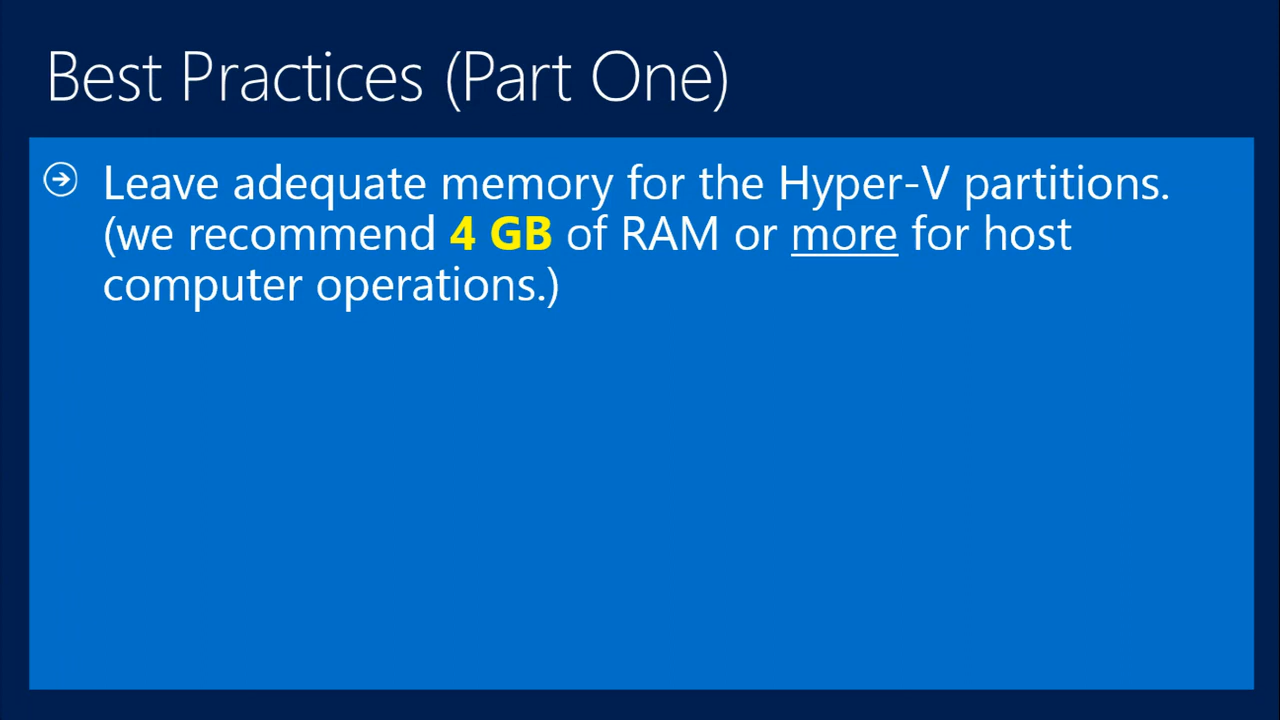 Best Practices (Part One)
Leave adequate memory for the Hyper-V partitions.
(we recommend 4 GB of RAM or more for host
computer operations.)